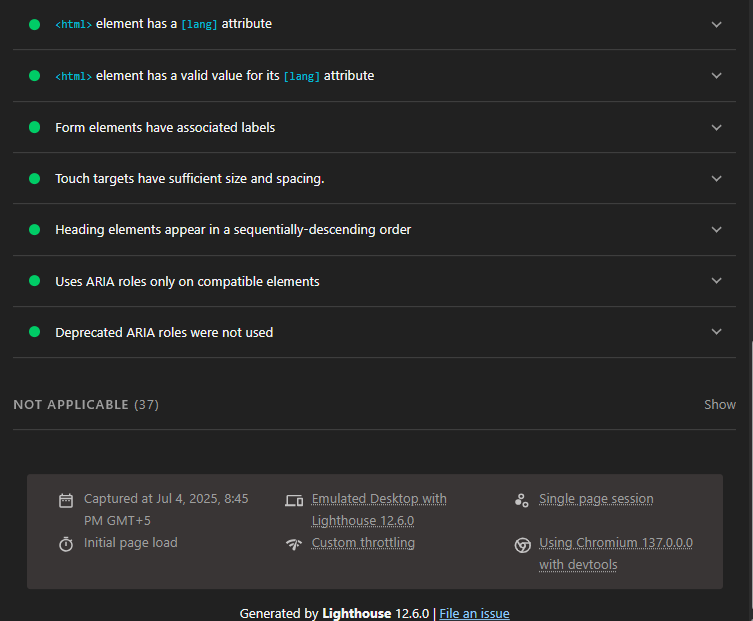 <html> element has a [lang] attribute
<html> element has a valid value for its [lang] attribute
Form elements have associated labels
Touch targets have sufficient size and spacing.
Heading elements appear in a sequentially-descending order
Uses ARIA roles only on compatible elements
Deprecated ARIA roles were not used
NOT APPLICABLE (37) Show
Captured at Jul 4, 2025, 8:45
PM GMT+5
Emulated Desktop with
Lighthouse 12.6.0
Single page session
Initial page load
Custom throttling
Using Chromium 137.0.0.0
with devtools
Generated by Lighthouse 12.6.0 | File an issue